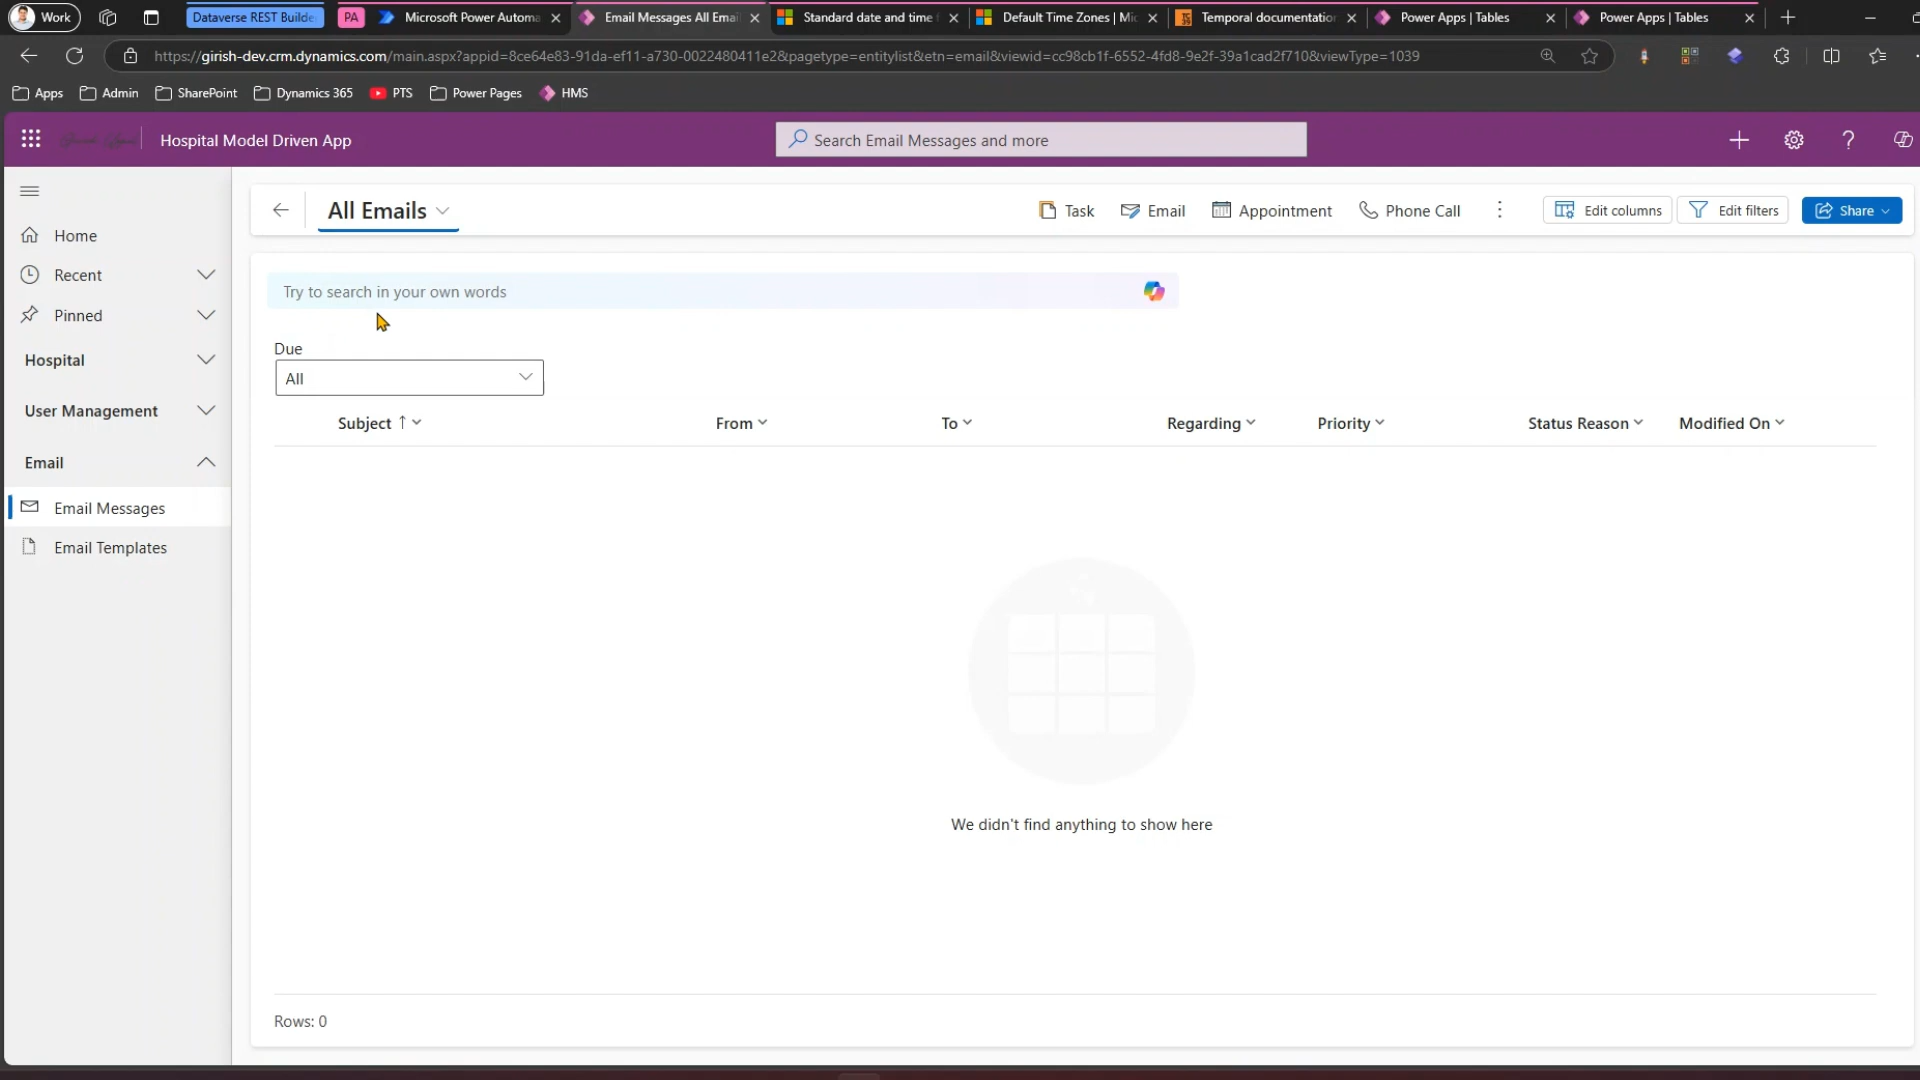 Work
Dataverse REST Builde
PA
Microsoft Power Automa
Email Messages All Emai
Standard date and time
Default Time Zones | Mic
Temporal documentation
Power Apps | Tables
Power Apps | Tables
https://girish-dev.crm.dynamics.com/main.aspx?appid=8ce64e83-91da-ef11-a730-0022480411e2&pagetype=entitylist&etn=email&viewid=cc98cb1f-6552-4fd8-9e2f-39a1cad2f710&viewType=1039
Apps
Admin
SharePoint
Dynamics 365
PTS
Power Pages
HMS
Hospital Model Driven App
Search Email Messages and more
Home
Recent
Pinned
Hospital
User Management
Email
Email Messages
Email Templates
All Emails
Task
Email
Appointment
Phone Call
Edit columns
Edit filters
Share
Try to search in your own words
Due
All
Subject
From
To
Regarding
Priority
Status Reason
Modified On
We didn't find anything to show here
Rows: 0